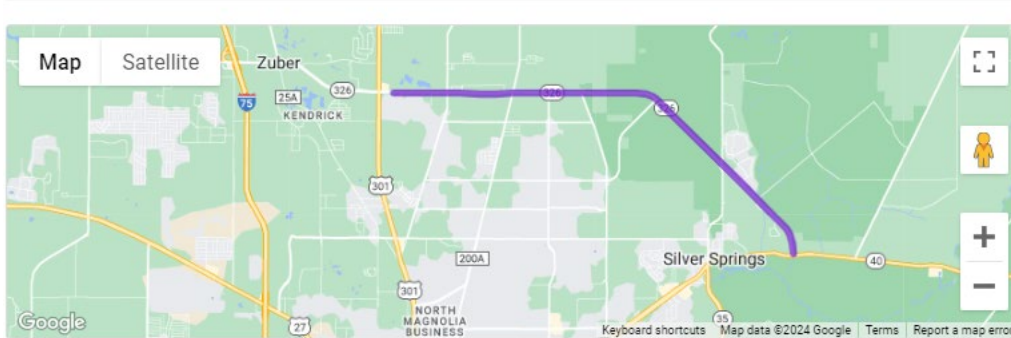 Map
Satellite
Zuber
326
326
326
75
25A
KENDRICK
301
200A
Silver Springs
40
301
NORTH
MAGNOLIA
BUSINESS
27
35
Google
Keyboard shortcuts
Map data ©2024 Google
Terms
Report a map error